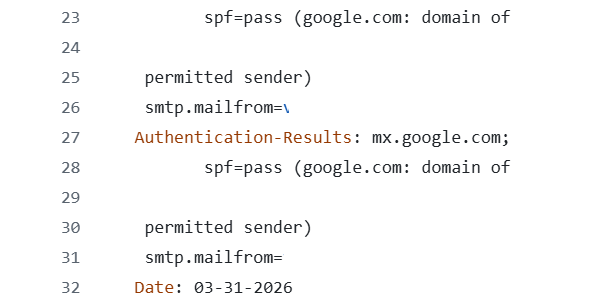 23 spf=pass (google.com: domain of
24
25 permitted sender)
26 smtp.mailfrom=
27 Authentication-Results: mx.google.com;
28 spf=pass (google.com: domain of
29
30 permitted sender)
31 smtp.mailfrom=
32 Date: 03-31-2026